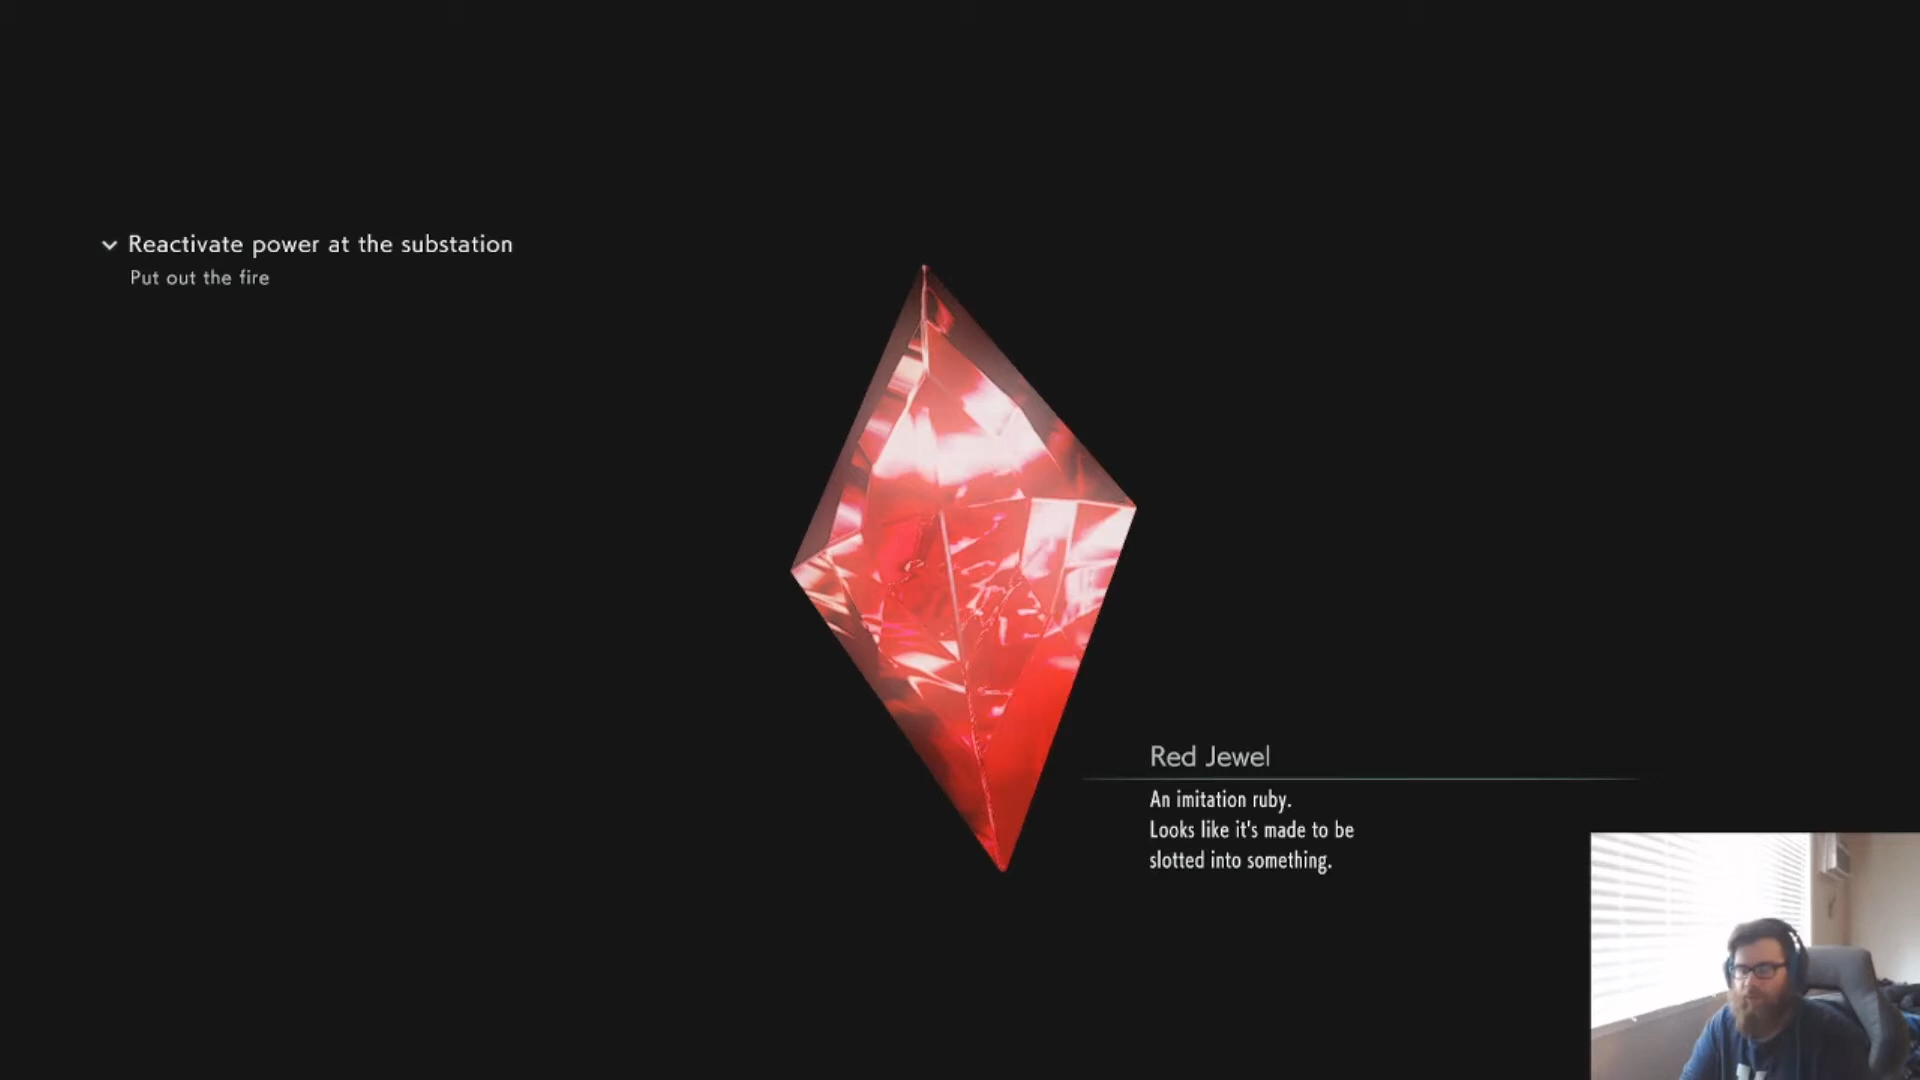 Reactivate power at the substation
Put out the fire
Red Jewel
An imitation ruby.
Looks like it's made to be
slotted into something.